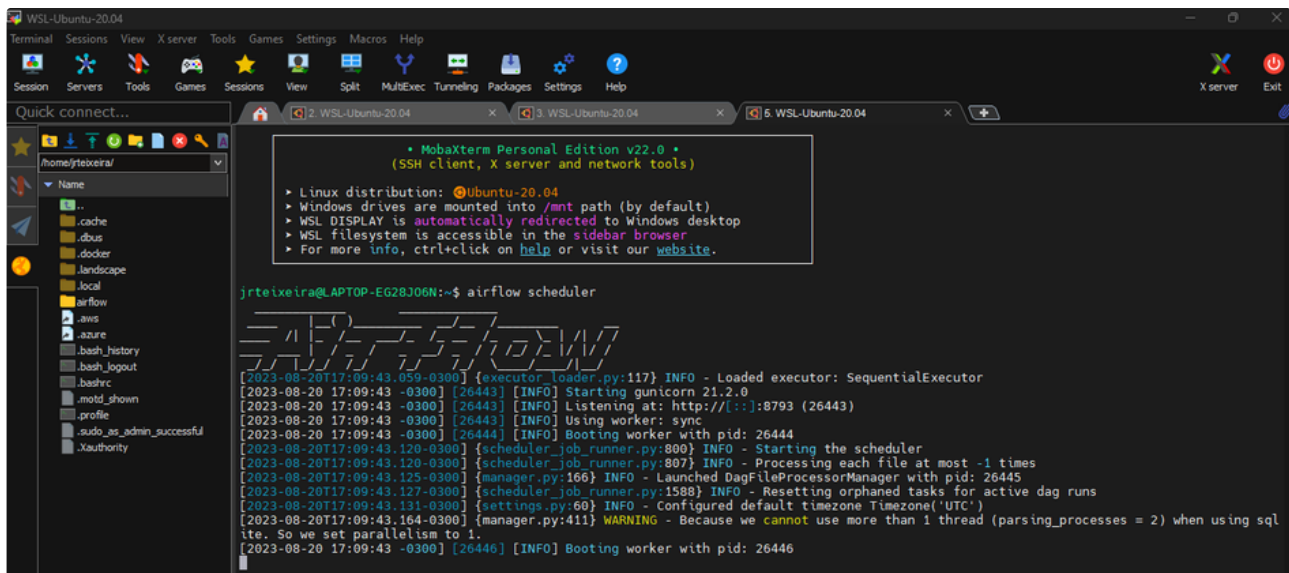 WSL-Ubuntu-20.04
Terminal Sessions View X server Tools Games Settings Macros Help
Session Servers Tools Games Sessions View Split MultiExec Tunneling Packages Settings Help X server Exit
Quick connect...
2. WSL-Ubuntu-20.04
3. WSL-Ubuntu-20.04
5. WSL-Ubuntu-20.04
/home/jrteixeira/
Name
..
.cache
.dbus
.docker
.landscape
.local
airflow
.aws
.azure
.bash_history
.bash_logout
.bashrc
.motd_shown
.profile
.sudo_as_admin_successful
.Xauthority
• MobaXterm Personal Edition v22.0 •
(SSH client, X server and network tools)
➤ Linux distribution: Ubuntu-20.04
➤ Windows drives are mounted into /mnt path (by default)
➤ WSL DISPLAY is automatically redirected to Windows desktop
➤ WSL filesystem is accessible in the sidebar browser
➤ For more info, ctrl+click on help or visit our website.
jrteixeira@LAPTOP-EG28JO6N:~$ airflow scheduler
Airflow
[2023-08-20T17:09:43.059-0300] {executor_loader.py:117} INFO - Loaded executor: SequentialExecutor
[2023-08-20 17:09:43 -0300] [26443] [INFO] Starting gunicorn 21.2.0
[2023-08-20 17:09:43 -0300] [26443] [INFO] Listening at: http://[::]:8793 (26443)
[2023-08-20 17:09:43 -0300] [26443] [INFO] Using worker: sync
[2023-08-20 17:09:43 -0300] [26444] [INFO] Booting worker with pid: 26444
[2023-08-20T17:09:43.120-0300] {scheduler_job_runner.py:800} INFO - Starting the scheduler
[2023-08-20T17:09:43.120-0300] {scheduler_job_runner.py:807} INFO - Processing each file at most -1 times
[2023-08-20T17:09:43.125-0300] {manager.py:166} INFO - Launched DagFileProcessorManager with pid: 26445
[2023-08-20T17:09:43.127-0300] {scheduler_job_runner.py:1588} INFO - Resetting orphaned tasks for active dag runs
[2023-08-20T17:09:43.131-0300] {settings.py:60} INFO - Configured default timezone Timezone('UTC')
[2023-08-20T17:09:43.164-0300] {manager.py:411} WARNING - Because we cannot use more than 1 thread (parsing_processes = 2) when using sql
ite. So we set parallelism to 1.
[2023-08-20 17:09:43 -0300] [26446] [INFO] Booting worker with pid: 26446